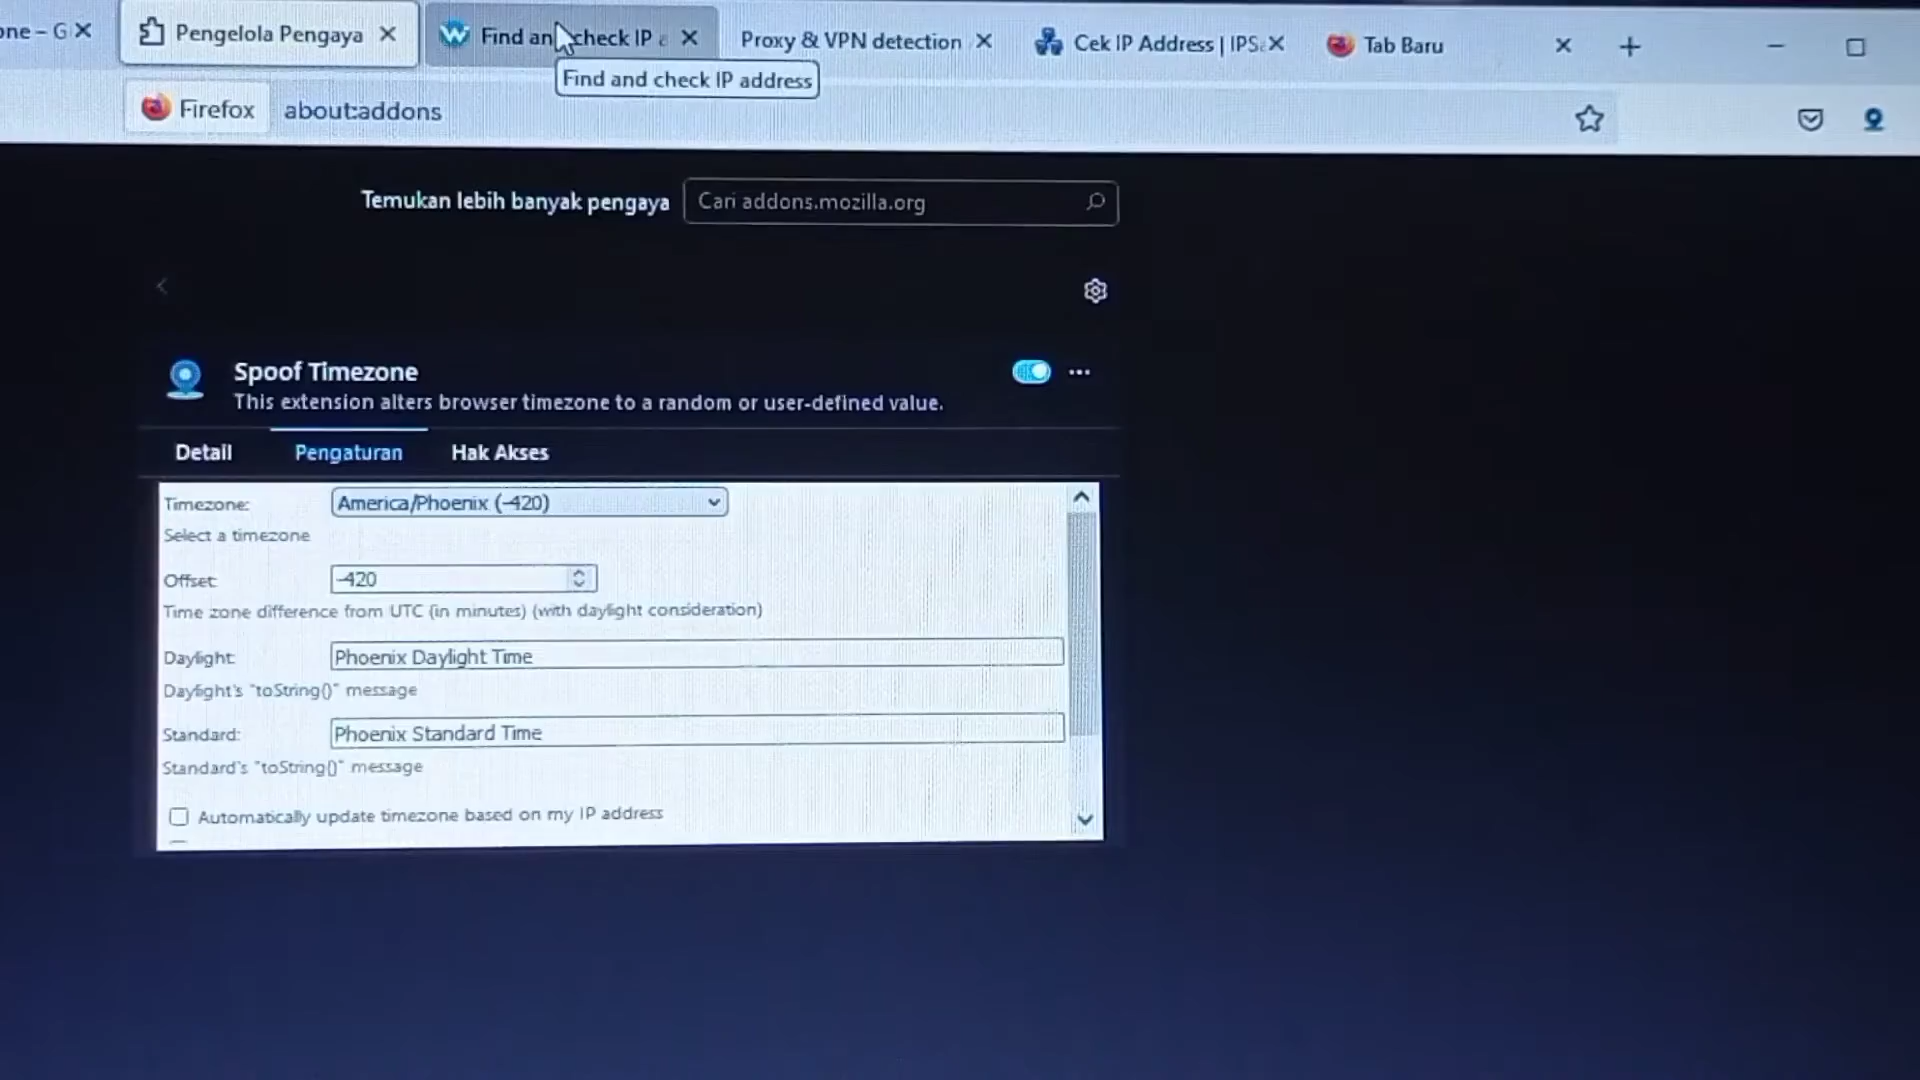 one - G
Pengelola Pengaya
Find and check IP a
Proxy & VPN detection
Cek IP Address | IPSa
Tab Baru
Find and check IP address
Firefox
about:addons
Temukan lebih banyak pengaya
Cari addons.mozilla.org
Spoof Timezone
This extension alters browser timezone to a random or user-defined value.
Detail
Pengaturan
Hak Akses
Timezone:
America/Phoenix (-420)
Select a timezone
Offset:
-420
Time zone difference from UTC (in minutes) (with daylight consideration)
Daylight:
Phoenix Daylight Time
Daylight's "toString()" message
Standard:
Phoenix Standard Time
Standard's "toString()" message
Automatically update timezone based on my IP address